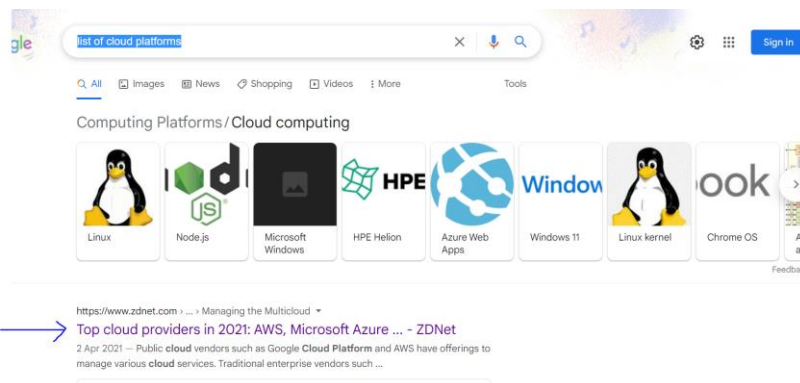 gle
list of cloud platforms
Sign in
All Images News Shopping Videos More Tools
Computing Platforms / Cloud computing
JS
HPE
Window
ook
Linux
Node.js
Microsoft Windows
HPE Helion
Azure Web Apps
Windows 11
Linux kernel
Chrome OS
Feedba
https://www.zdnet.com › ... › Managing the Multicloud
Top cloud providers in 2021: AWS, Microsoft Azure ... - ZDNet
2 Apr 2021 — Public cloud vendors such as Google Cloud Platform and AWS have offerings to
manage various cloud services. Traditional enterprise vendors such ...